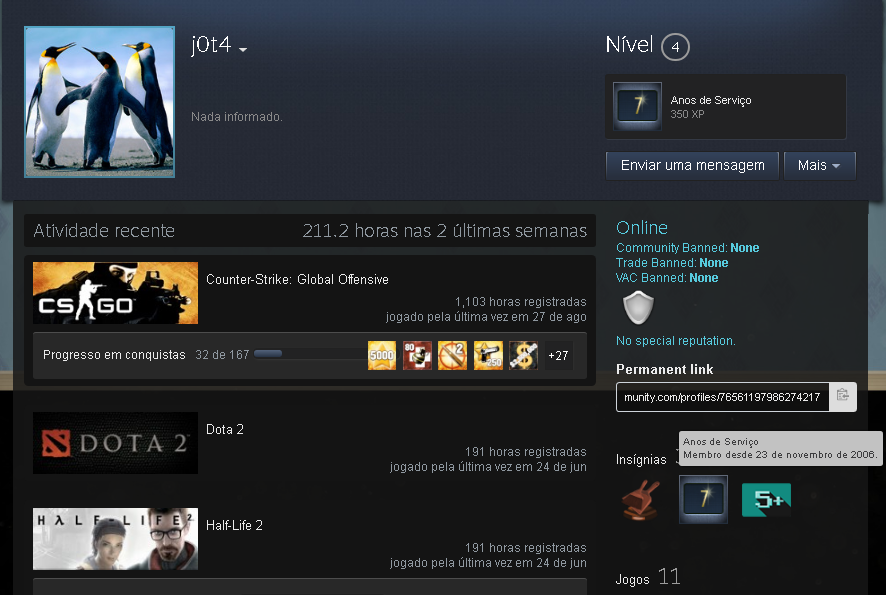 j0t4
Nada informado.
Nível 4
7
Anos de Serviço
350 XP
Enviar uma mensagem
Mais
Atividade recente
211.2 horas nas 2 últimas semanas
CS GO
Counter-Strike: Global Offensive
1,103 horas registradas
jogado pela última vez em 27 de ago
Progresso em conquistas 32 de 167
5000
80
2
250
+27
DOTA 2
Dota 2
191 horas registradas
jogado pela última vez em 24 de jun
HALF-LIFE 2
Half-Life 2
191 horas registradas
jogado pela última vez em 24 de jun
Online
Community Banned: None
Trade Banned: None
VAC Banned: None
No special reputation.
Permanent link
munity.com/profiles/76561197986274217
Anos de Serviço
Membro desde 23 de novembro de 2006.
Insígnias
7
5+
Jogos 11